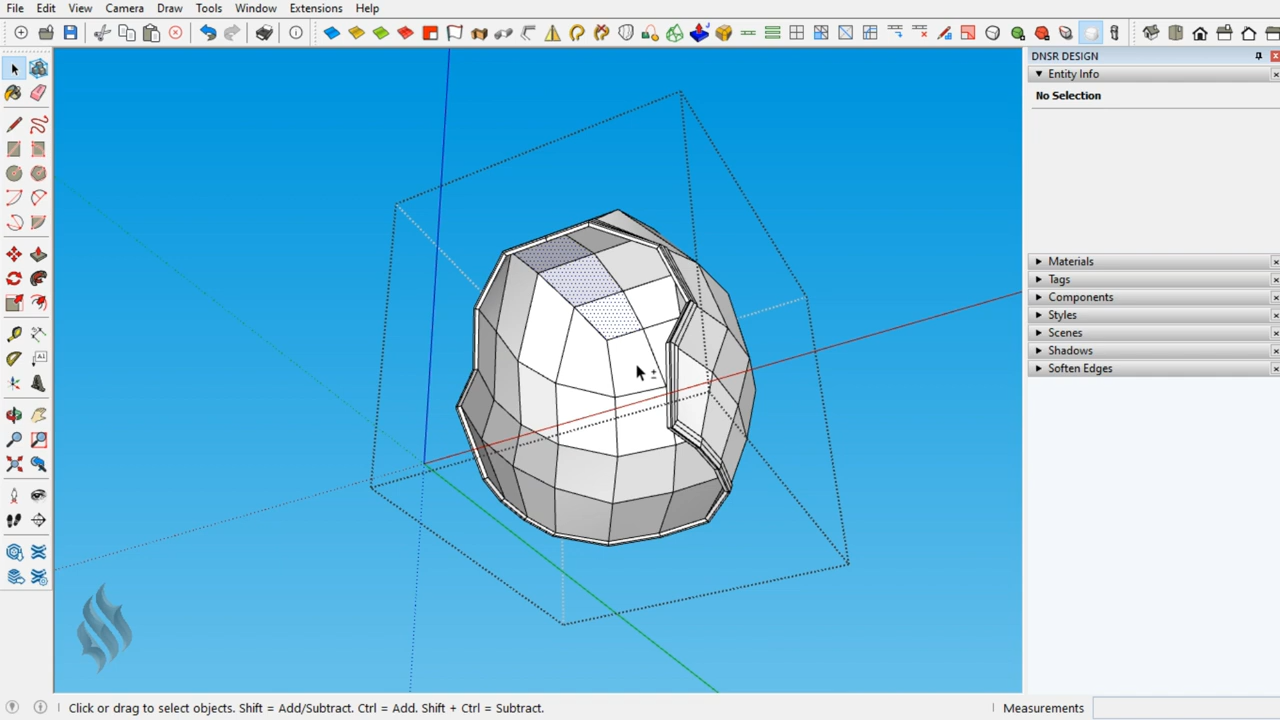 File Edit View Camera Draw Tools Window Extensions Help
DNSR DESIGN
Entity Info
No Selection
Materials
Tags
Components
Styles
Scenes
Shadows
Soften Edges
Click or drag to select objects. Shift = Add/Subtract. Ctrl = Add. Shift + Ctrl = Subtract.
Measurements